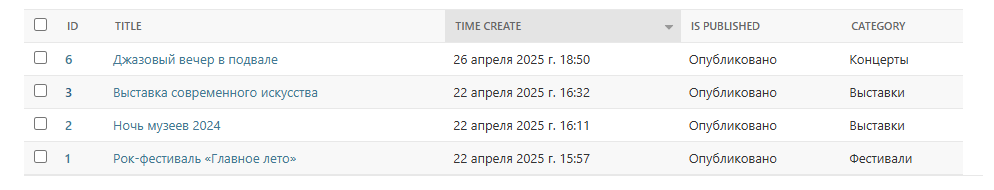 ID TITLE TIME CREATE IS PUBLISHED CATEGORY
6 Джазовый вечер в подвале 26 апреля 2025 г. 18:50 Опубликовано Концерты
3 Выставка современного искусства 22 апреля 2025 г. 16:32 Опубликовано Выставки
2 Ночь музеев 2024 22 апреля 2025 г. 16:11 Опубликовано Выставки
1 Рок-фестиваль «Главное лето» 22 апреля 2025 г. 15:57 Опубликовано Фестивали